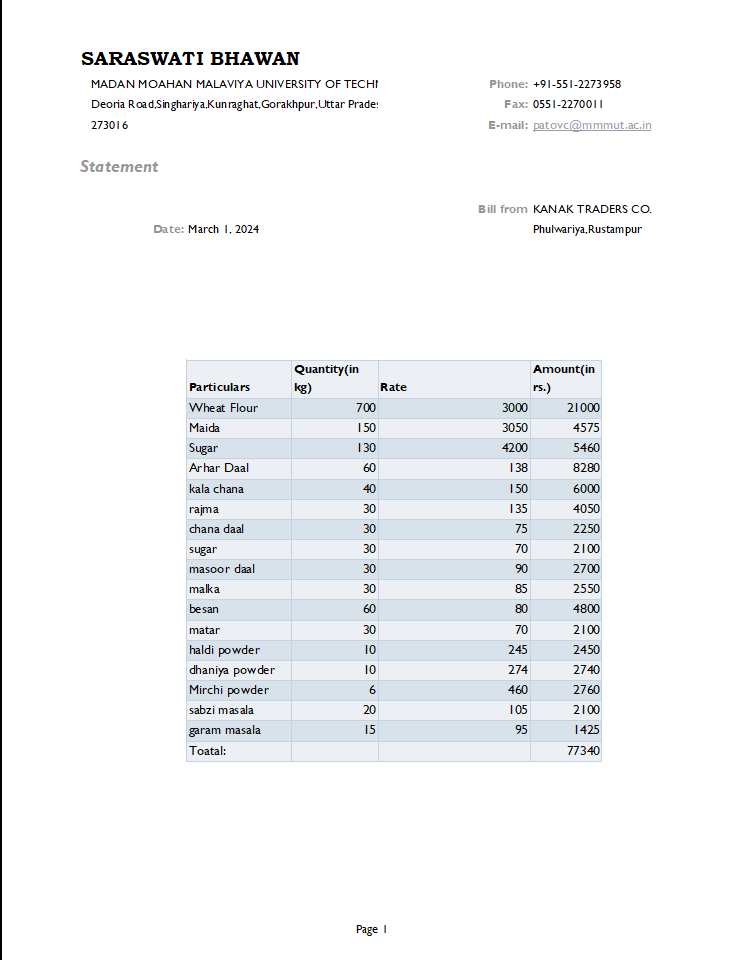 SARASWATI BHAWAN
MADAN MOAHAN MALAVIYA UNIVERSITY OF TECHN Phone: +91-551-2273958
Deoria Road,Singhariya,Kunraghat,Gorakhpur,Uttar Prades Fax: 0551-2270011
273016 E-mail: patovc@mmmut.ac.in
Statement
Bill from KANAK TRADERS CO.
Date: March 1, 2024 Phulwariya,Rustampur
Particulars Quantity(in kg) Rate Amount(in rs.)
Wheat Flour 700 3000 21000
Maida 150 3050 4575
Sugar 130 4200 5460
Arhar Daal 60 138 8280
kala chana 40 150 6000
rajma 30 135 4050
chana daal 30 75 2250
sugar 30 70 2100
masoor daal 30 90 2700
malka 30 85 2550
besan 60 80 4800
matar 30 70 2100
haldi powder 10 245 2450
dhaniya powder 10 274 2740
Mirchi powder 6 460 2760
sabzi masala 20 105 2100
garam masala 15 95 1425
Toatal: 77340
Page 1